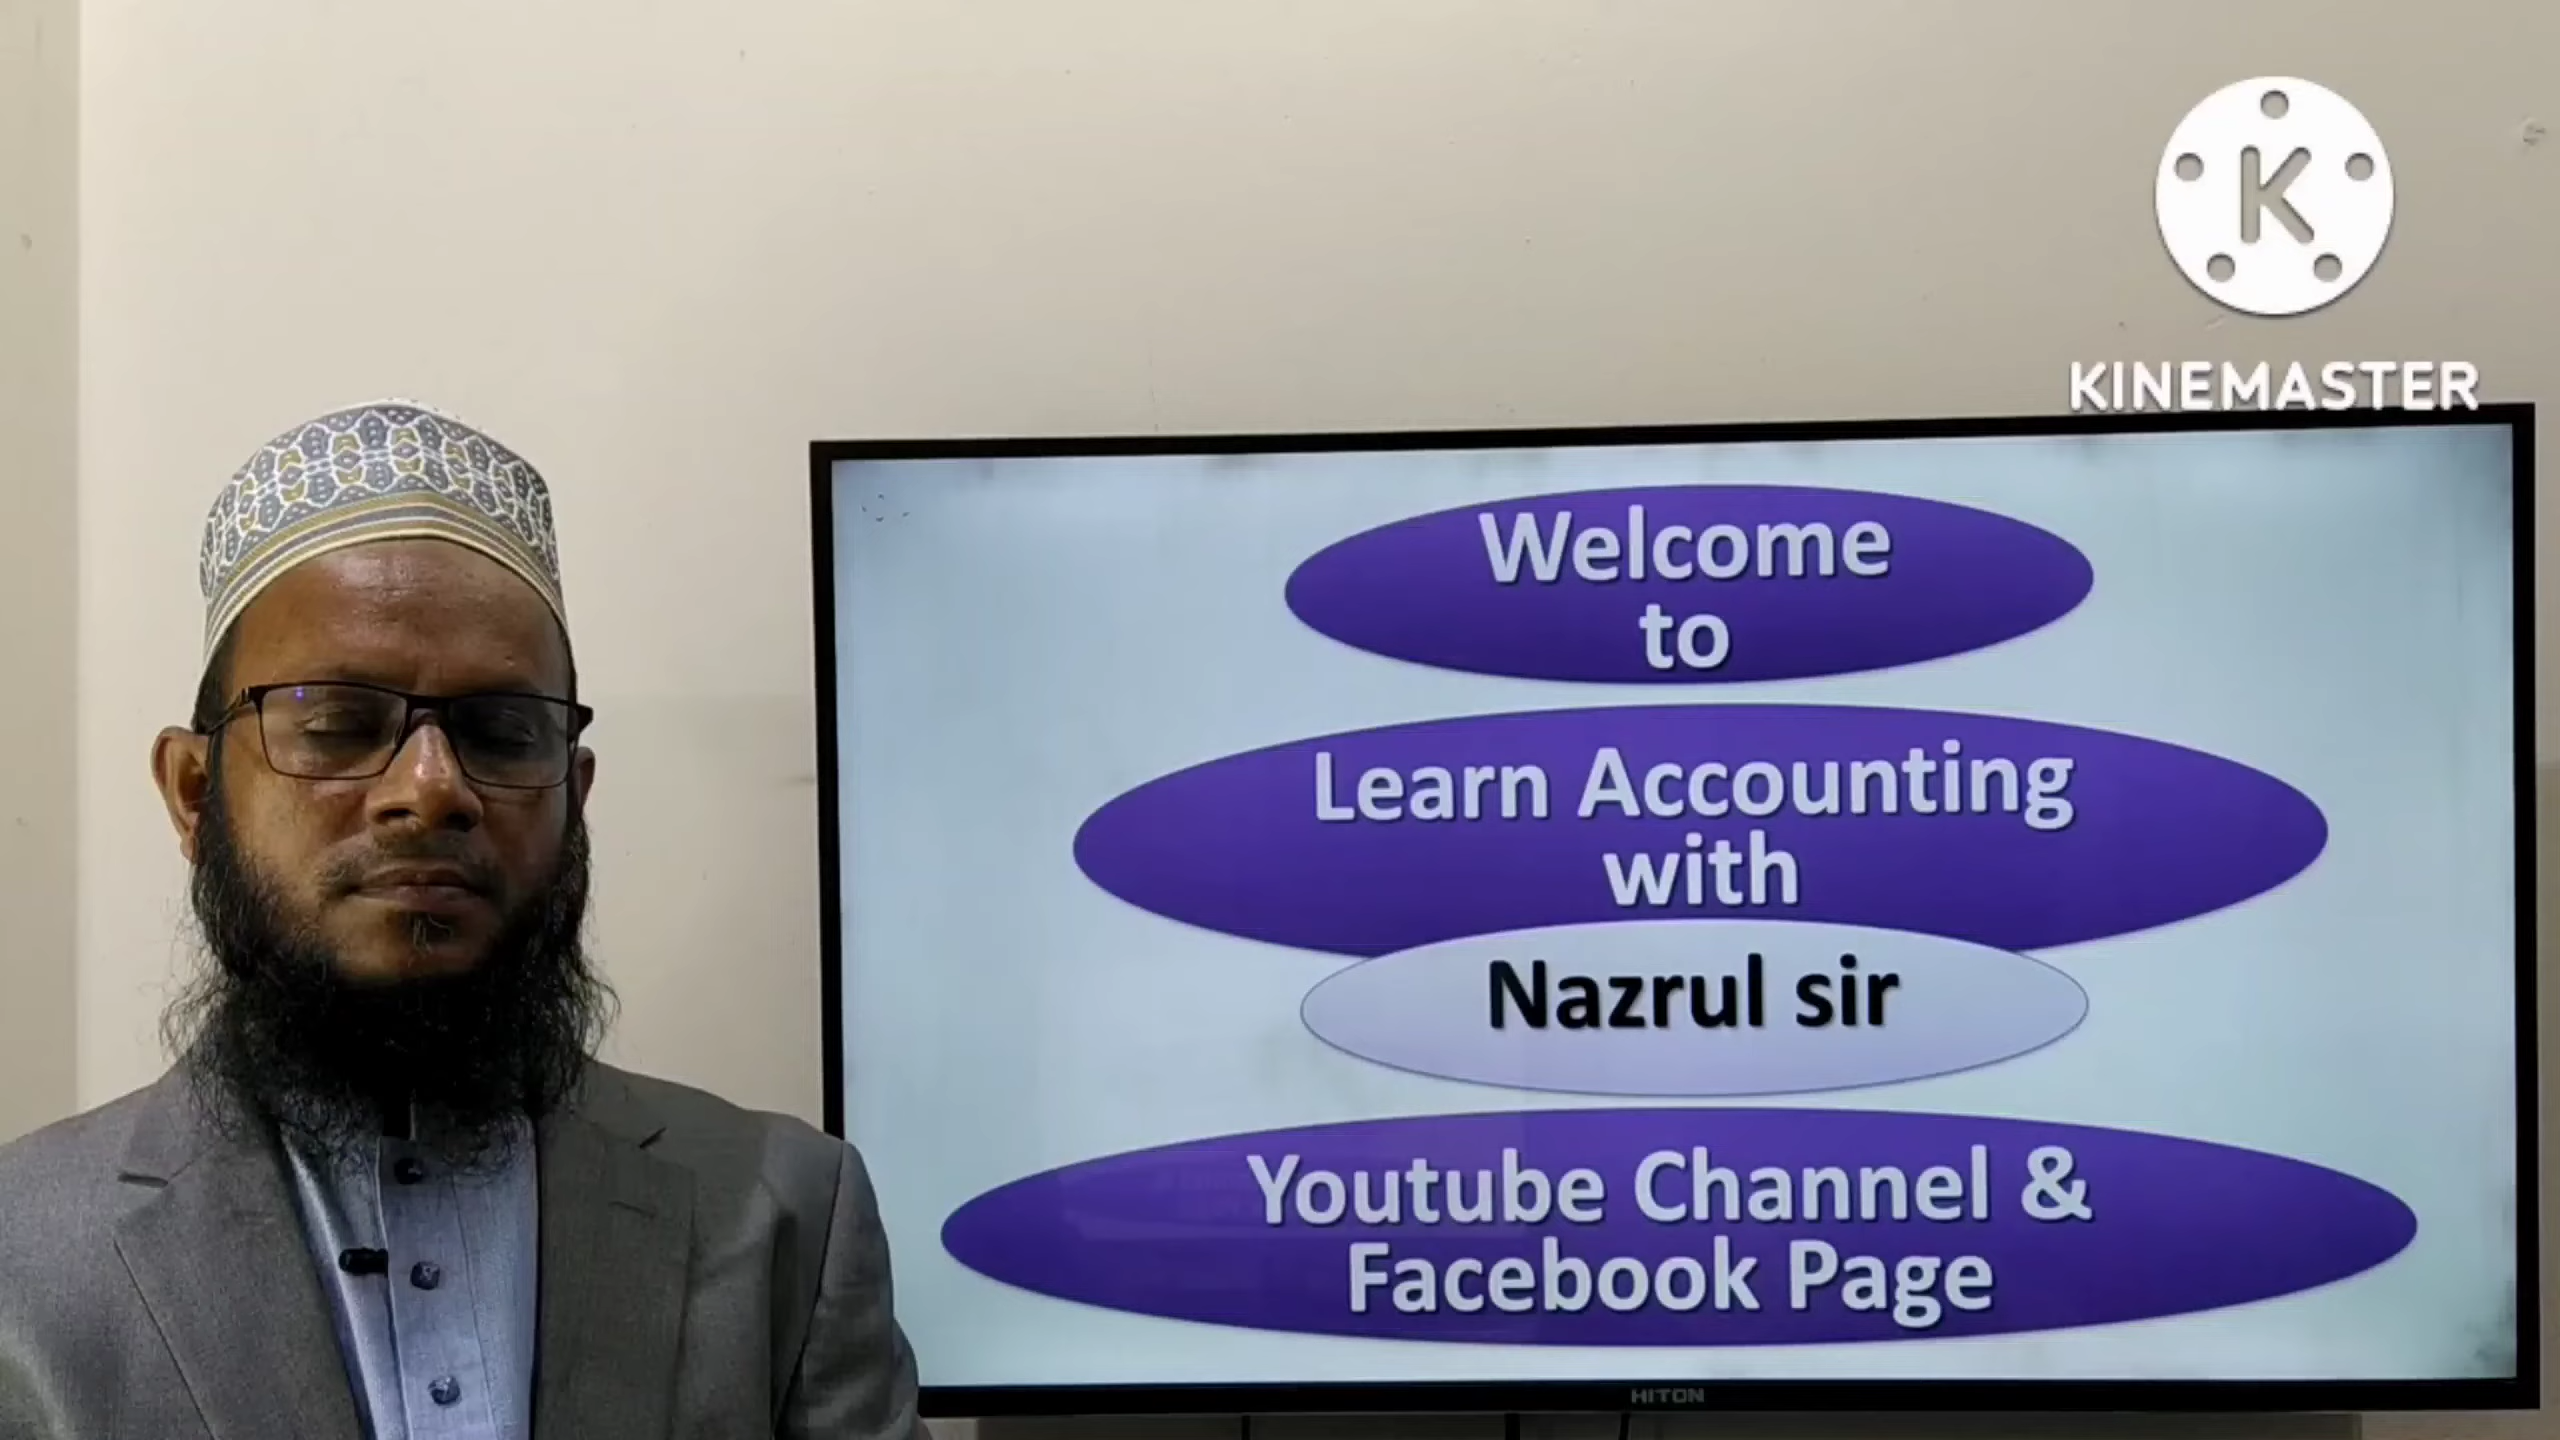 K
KINEMASTER
Welcome
to
Learn Accounting
with
Nazrul sir
Youtube Channel &
Facebook Page
HITON